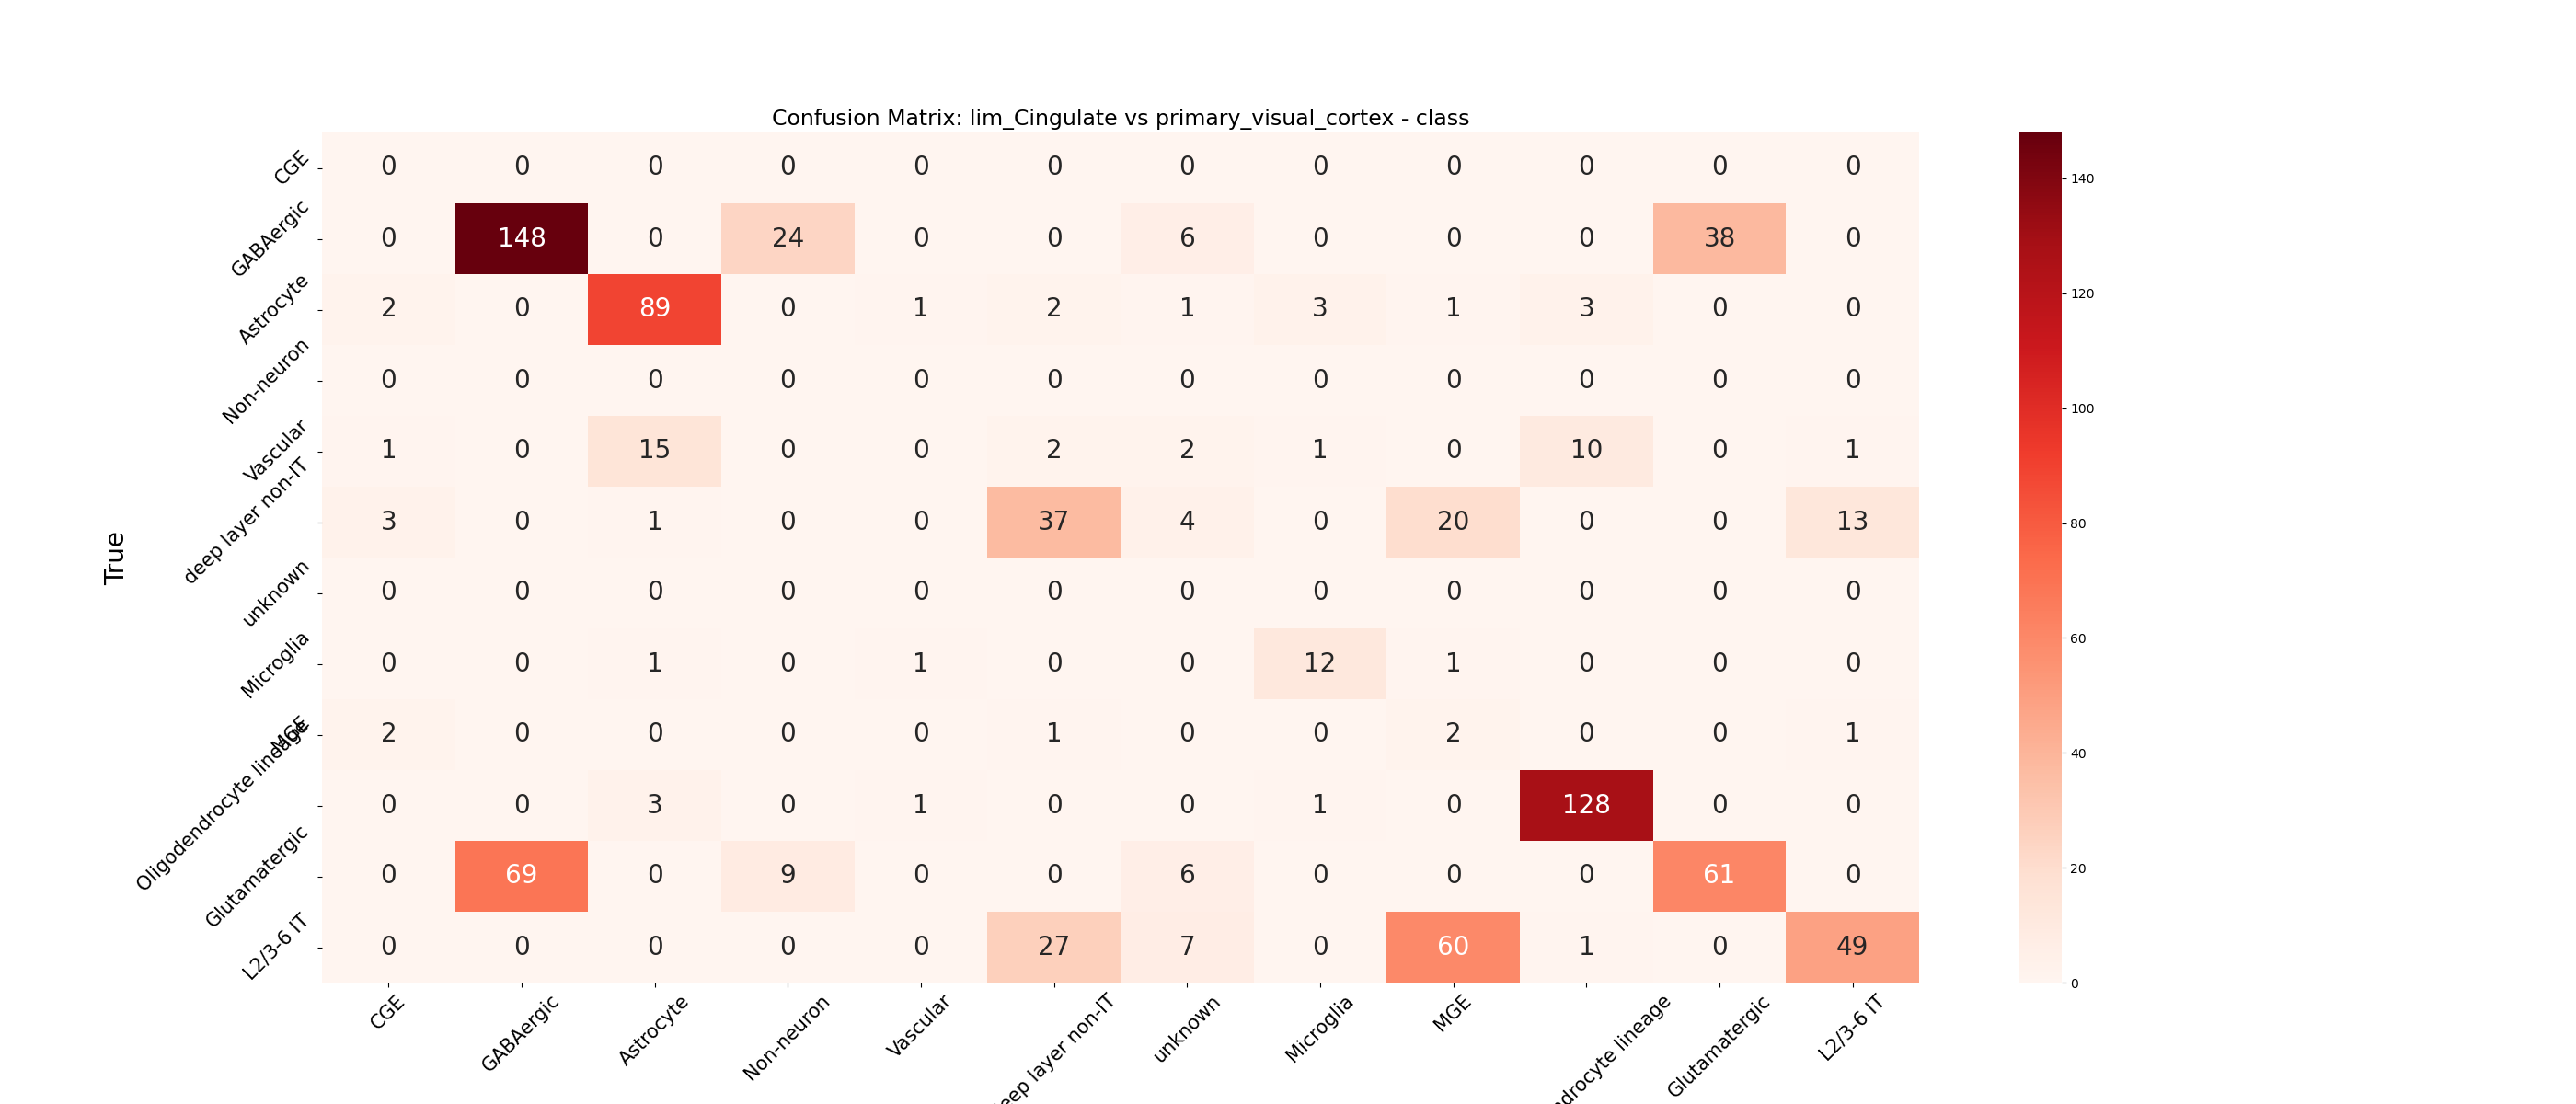 Confusion Matrix: lim_Cingulate vs primary_visual_cortex - class
True
CGE 0 0 0 0 0 0 0 0 0 0 0 0
GABAergic 0 148 0 24 0 0 6 0 0 0 38 0
Astrocyte 2 0 89 0 1 2 1 3 1 3 0 0
Non-neuron 0 0 0 0 0 0 0 0 0 0 0 0
Vascular 1 0 15 0 0 2 2 1 0 10 0 1
deep layer non-IT 3 0 1 0 0 37 4 0 20 0 0 13
unknown 0 0 0 0 0 0 0 0 0 0 0 0
Microglia 0 0 1 0 1 0 0 12 1 0 0 0
MGE 2 0 0 0 0 1 0 0 2 0 0 1
Oligodendrocyte lineage 0 0 3 0 1 0 0 1 0 128 0 0
Glutamatergic 0 69 0 9 0 0 6 0 0 0 61 0
L2/3-6 IT 0 0 0 0 0 27 7 0 60 1 0 49
CGE
GABAergic
Astrocyte
Non-neuron
Vascular
eep layer non-IT
unknown
Microglia
MGE
ndrocyte lineage
Glutamatergic
L2/3-6 IT
140
120
100
80
60
40
20
0